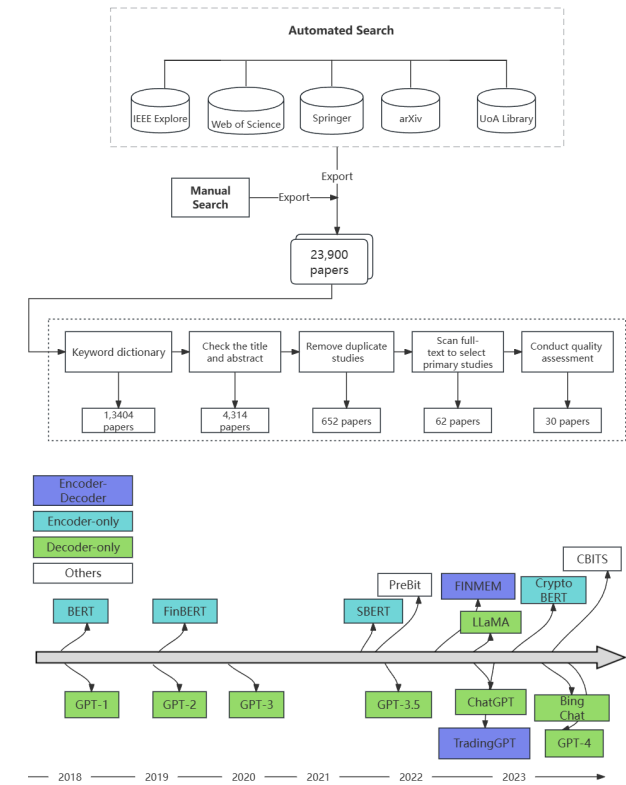 Automated Search
IEEE Explore
Web of Science
Springer
arXiv
UoA Library
Export
Manual
Search
Export
23,900
papers
Keyword dictionary
Check the title
and abstract
Remove duplicate
studies
Scan full-
text to select
primary studies
Conduct quality
assessment
1,3404
papers
4,314
papers
652 papers
62 papers
30 papers
Encoder-
Decoder
Encoder-only
Decoder-only
Others
BERT
FinBERT
SBERT
PreBit
FINMEM
LLaMA
Crypto
BERT
CBITS
GPT-1
GPT-2
GPT-3
GPT-3.5
ChatGPT
TradingGPT
Bing
Chat
GPT-4
2018
2019
2020
2021
2022
2023